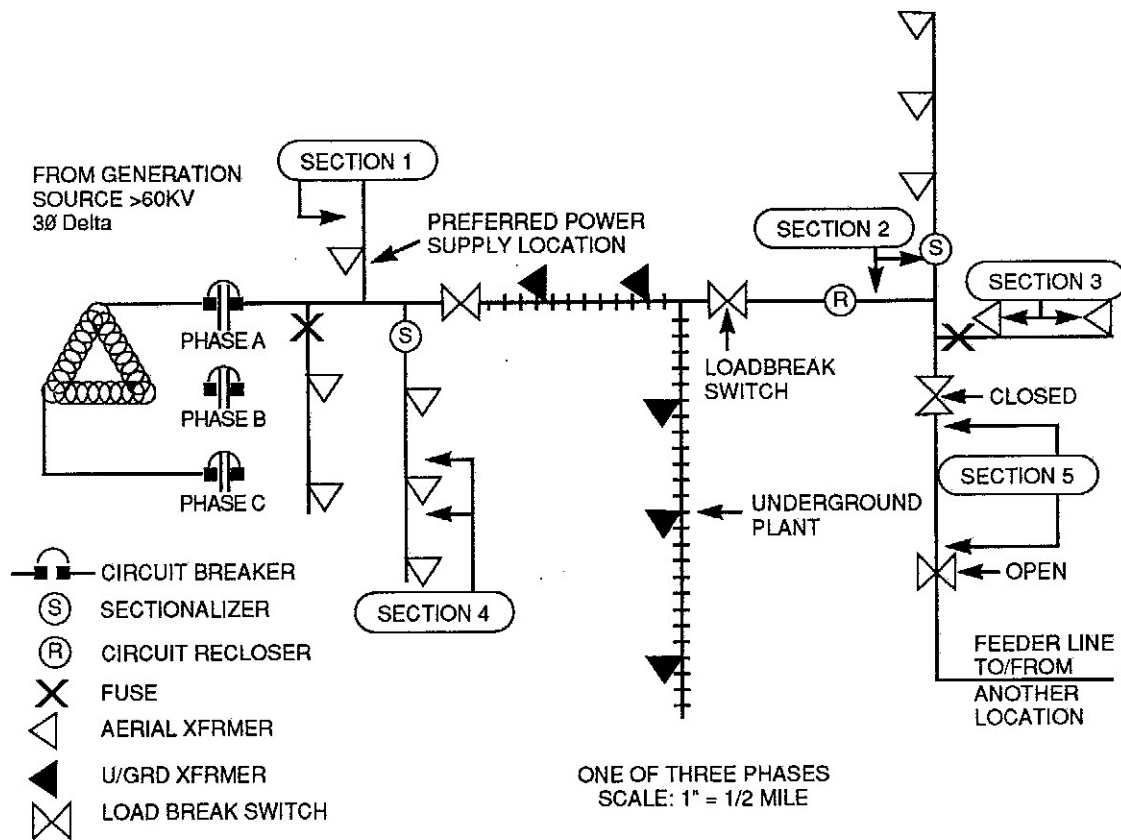 FROM GENERATION
SOURCE >60KV
3Ø Delta
SECTION 1
PREFERRED POWER
SUPPLY LOCATION
SECTION 2
S
SECTION 3
PHASE A
S
R
LOADBREAK
SWITCH
PHASE B
CLOSED
PHASE C
SECTION 5
UNDERGROUND
PLANT
CIRCUIT BREAKER
OPEN
S SECTIONALIZER
SECTION 4
R CIRCUIT RECLOSER
FUSE
AERIAL XFRMER
U/GRD XFRMER
LOAD BREAK SWITCH
FEEDER LINE
TO/FROM
ANOTHER
LOCATION
ONE OF THREE PHASES
SCALE: 1" = 1/2 MILE